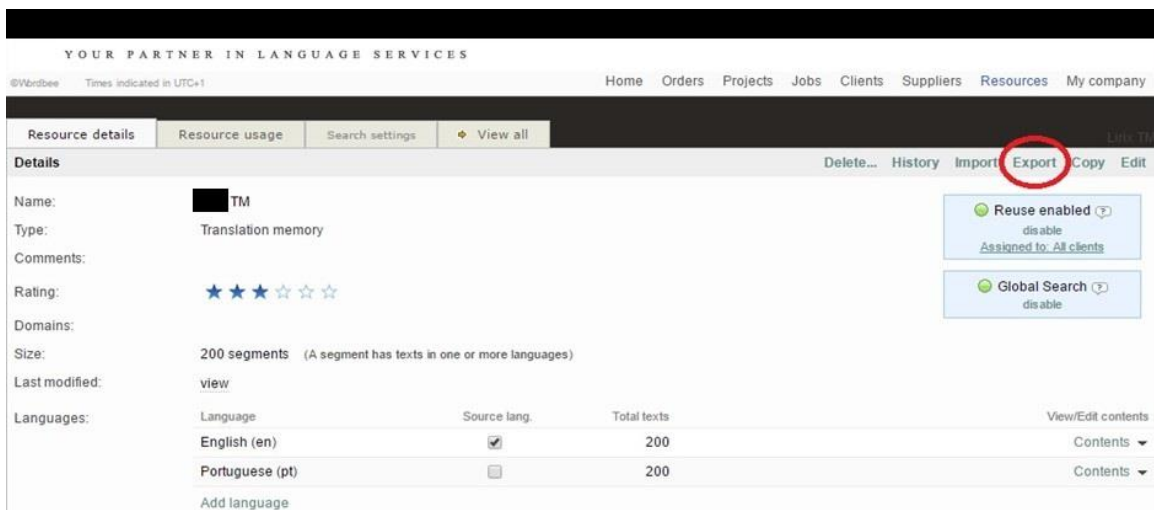 YOUR PARTNER IN LANGUAGE SERVICES
©Wordbee Times indicated in UTC+1 Home Orders Projects Jobs Clients Suppliers Resources My company
Resource details Resource usage Search settings View all
Details Delete... History Import Export Copy Edit
Name: TM Reuse enabled ?
Type: Translation memory disable
Comments: Assigned to: All clients
Rating: Global Search ?
disable
Domains:
Size: 200 segments (A segment has texts in one or more languages)
Last modified: view
Languages: Language Source lang. Total texts View/Edit contents
English (en) 200 Contents
Portuguese (pt) 200 Contents
Add language